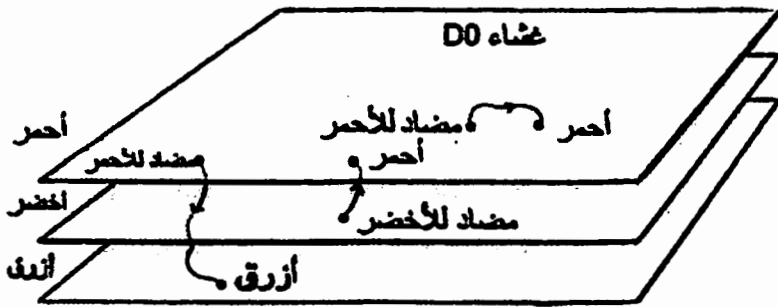 غشاء D0
أحمر
مضاد للأحمر
أحمر
مضاد للأحمر
أحمر
أخضر
مضاد للأخضر
أزرق
أزرق